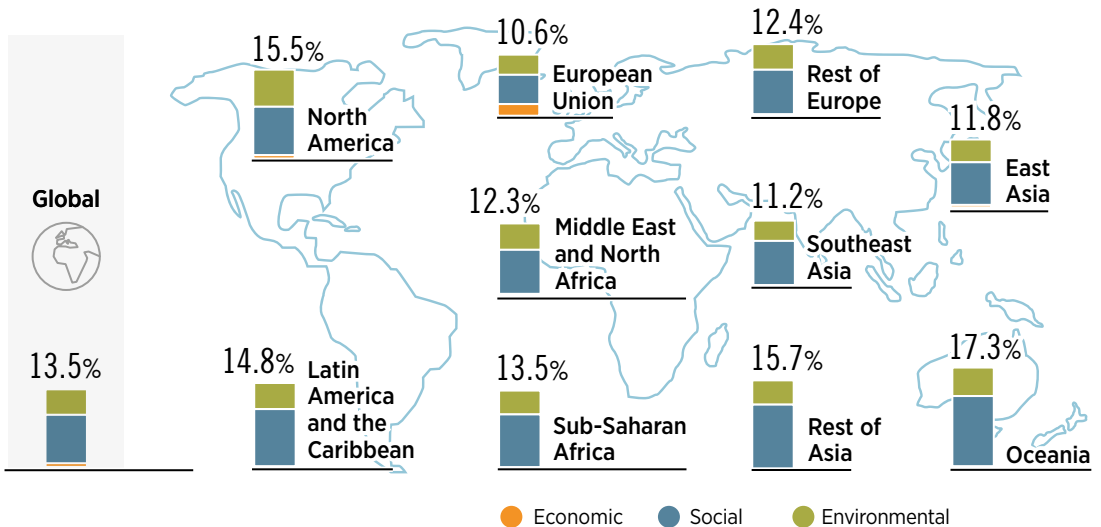 Global
13.5%
15.5%
North
America
10.6%
European
Union
12.4%
Rest of
Europe
11.8%
East
Asia
12.3%
Middle East
and North
Africa
11.2%
Southeast
Asia
14.8%
Latin
America
and the
Caribbean
13.5%
Sub-Saharan
Africa
15.7%
Rest of
Asia
17.3%
Oceania
Economic
Social
Environmental